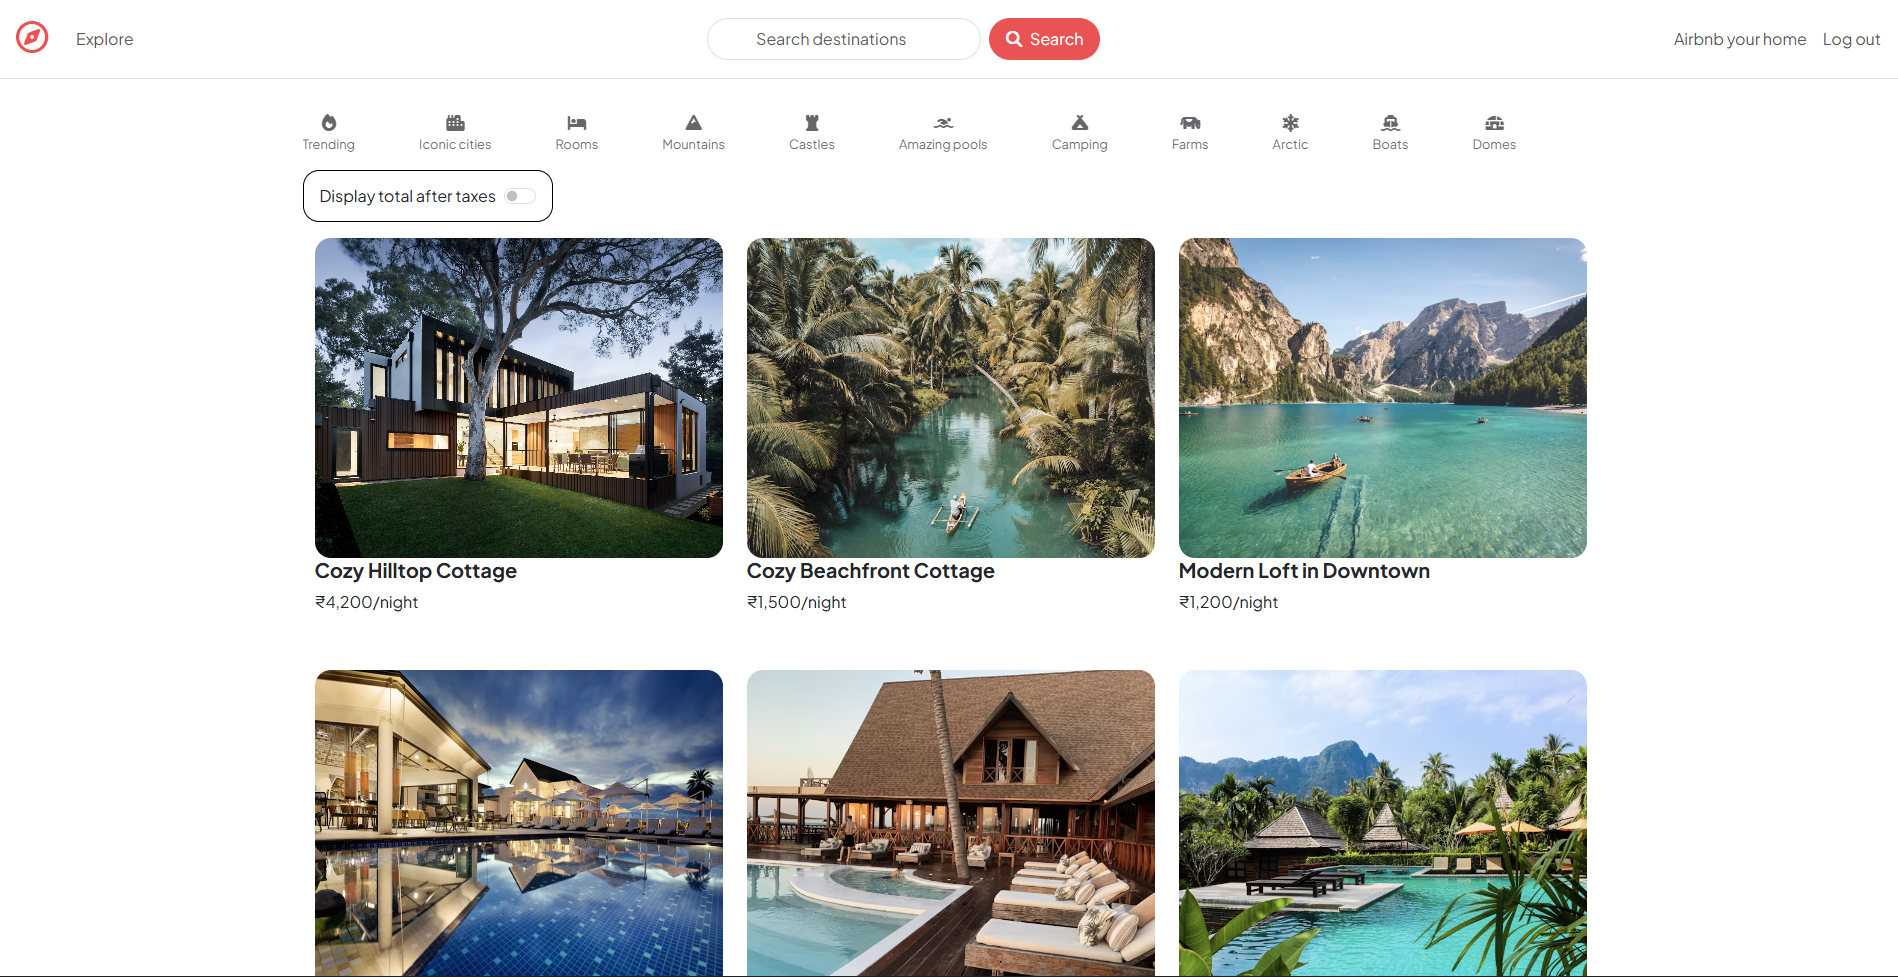 Explore
Search destinations
Search
Airbnb your home
Log out
Trending
Iconic cities
Rooms
Mountains
Castles
Amazing pools
Camping
Farms
Arctic
Boats
Domes
Display total after taxes
Cozy Hilltop Cottage
Cozy Beachfront Cottage
Modern Loft in Downtown
₹4,200/night
₹1,500/night
₹1,200/night